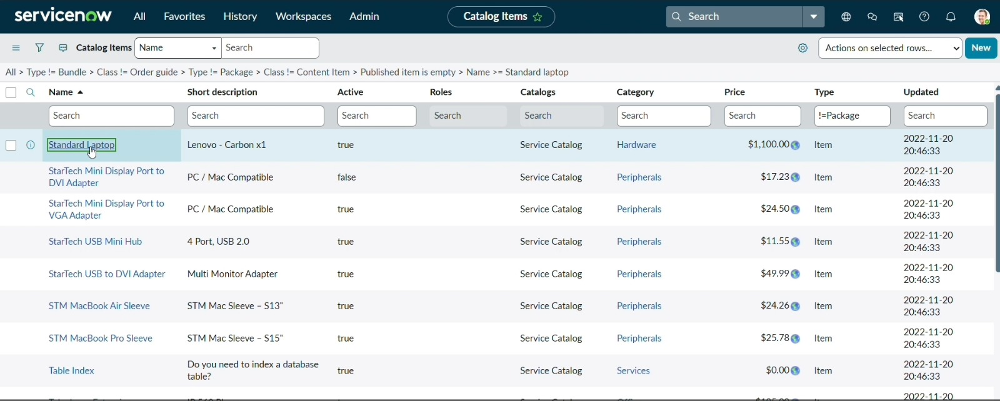 servicenow All Favorites History Workspaces Admin Catalog Items Search
Catalog Items Name Search Actions on selected rows... New
All > Type != Bundle > Class != Order guide > Type != Package > Class != Content Item > Published item is empty > Name >= Standard laptop
Name Short description Active Roles Catalogs Category Price Type Updated
Search Search Search Search Search Search Search !=Package Search
Standard Laptop Lenovo - Carbon x1 true Service Catalog Hardware $1,100.00 Item 2022-11-20
20:46:33
StarTech Mini Display Port to PC / Mac Compatible false Service Catalog Peripherals $17.23 Item 2022-11-20
DVI Adapter 20:46:33
StarTech Mini Display Port to PC / Mac Compatible true Service Catalog Peripherals $24.50 Item 2022-11-20
VGA Adapter 20:46:33
StarTech USB Mini Hub 4 Port, USB 2.0 true Service Catalog Peripherals $11.55 Item 2022-11-20
20:46:33
StarTech USB to DVI Adapter Multi Monitor Adapter true Service Catalog Peripherals $49.99 Item 2022-11-20
20:46:33
STM MacBook Air Sleeve STM Mac Sleeve – S13" true Service Catalog Peripherals $24.26 Item 2022-11-20
20:46:33
STM MacBook Pro Sleeve STM Mac Sleeve – S15" true Service Catalog Peripherals $25.78 Item 2022-11-20
20:46:33
Table Index Do you need to index a database true Service Catalog Services $0.00 Item 2022-11-20
table? 20:46:33
2022-11-20